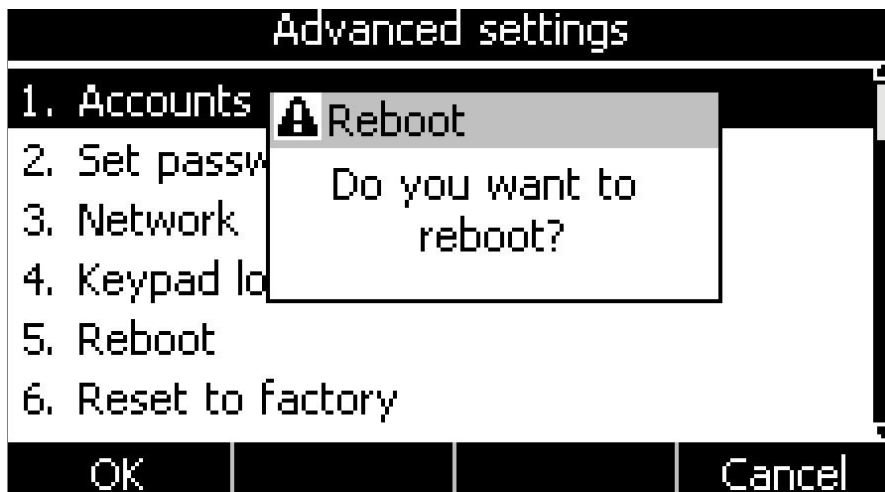 Advanced settings
1. Accounts
2. Set passw
3. Network
4. Keypad lo
5. Reboot
6. Reset to factory
Reboot
Do you want to
reboot?
OK Cancel